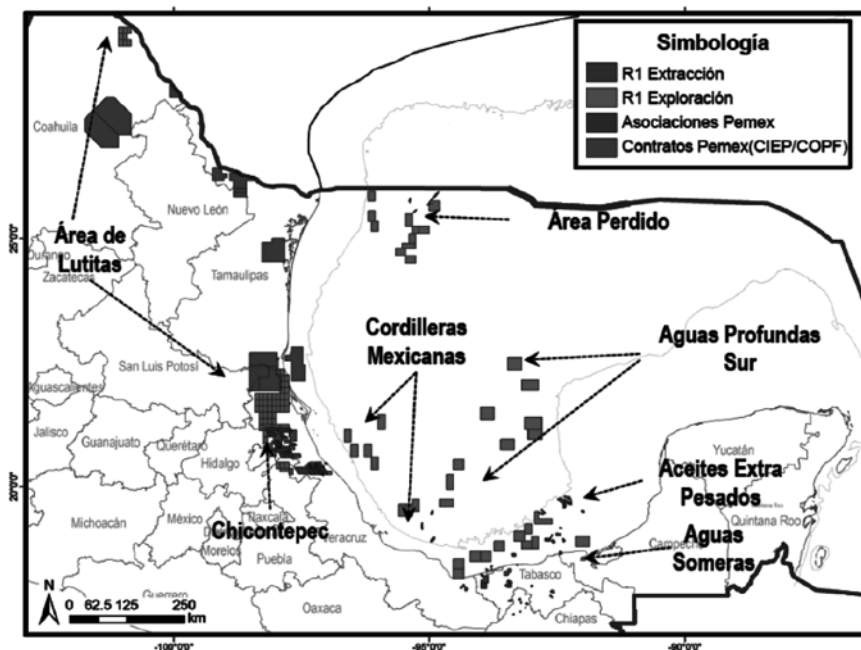 Simbología
R1 Extracción
R1 Exploración
Asociaciones Pemex
Contratos Pemex(CIEP/COPF)
Coahuila
Nuevo León
Área Perdido
25°0'0"
Área de
Lutitas
Durango
Zacatecas
Tamaulipas
Cordilleras
Mexicanas
Aguas Profundas
Sur
San Luis Potosí
Aguascalientes
Jalisco
Guanajuato
Querétaro
Hidalgo
Yucatán
Aceites Extra
Pesados
20°0'0"
Quintana Roo
Michoacán
México
Tlaxcala
Chicontepec
Veracruz
Morelos
Puebla
Campeche
Aguas
Someras
Tabasco
N
Guerrero
Oaxaca
Chiapas
0 62.5 125 250
km
-100°0'0"
-95°0'0"
-90°0'0"